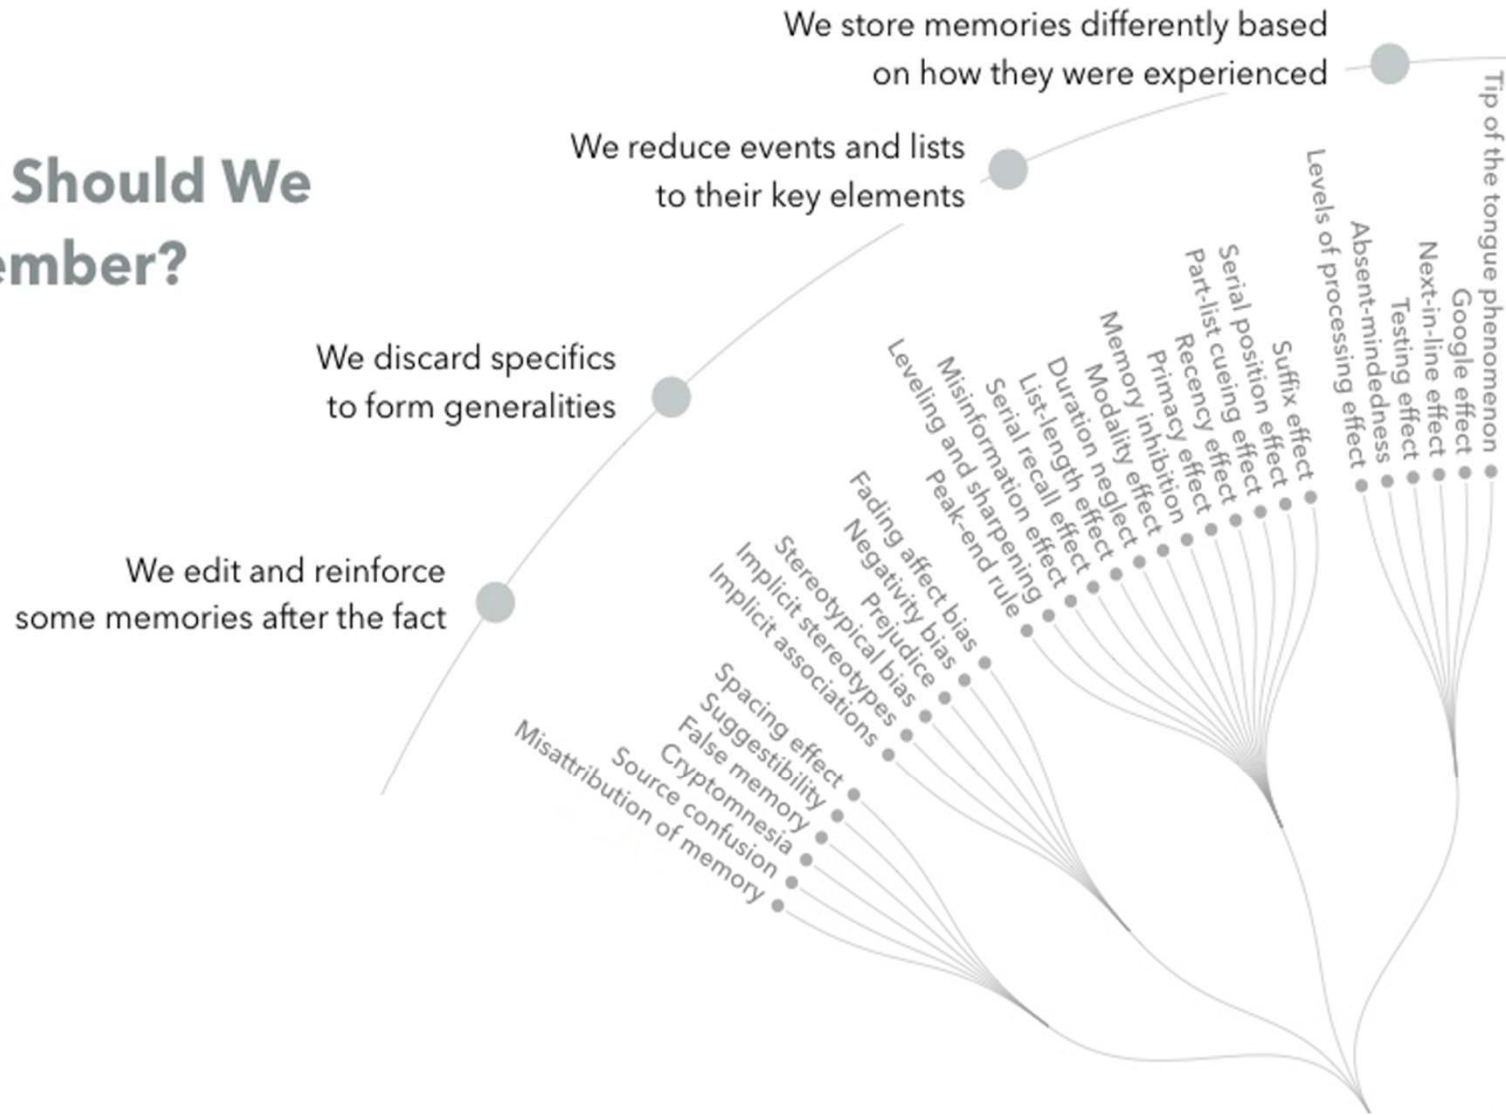 Should We
ember?
We store memories differently based
on how they were experienced
We reduce events and lists
to their key elements
We discard specifics
to form generalities
We edit and reinforce
some memories after the fact
Tip of the tongue phenomenon
Google effect
Next-in-line effect
Testing effect
Absent-mindedness
Levels of processing effect
Suffix effect
Serial position effect
Part-list cueing effect
Recency effect
Primacy effect
Memory inhibition
Modality effect
Duration neglect
List-length effect
Serial recall effect
Misinformation effect
Leveling and sharpening
Peak-end rule
Fading affect bias
Negativity bias
Prejudice
Stereotypical bias
Implicit stereotypes
Implicit associations
Spacing effect
Suggestibility
False memory
Cryptomnesia
Source confusion
Misattribution of memory